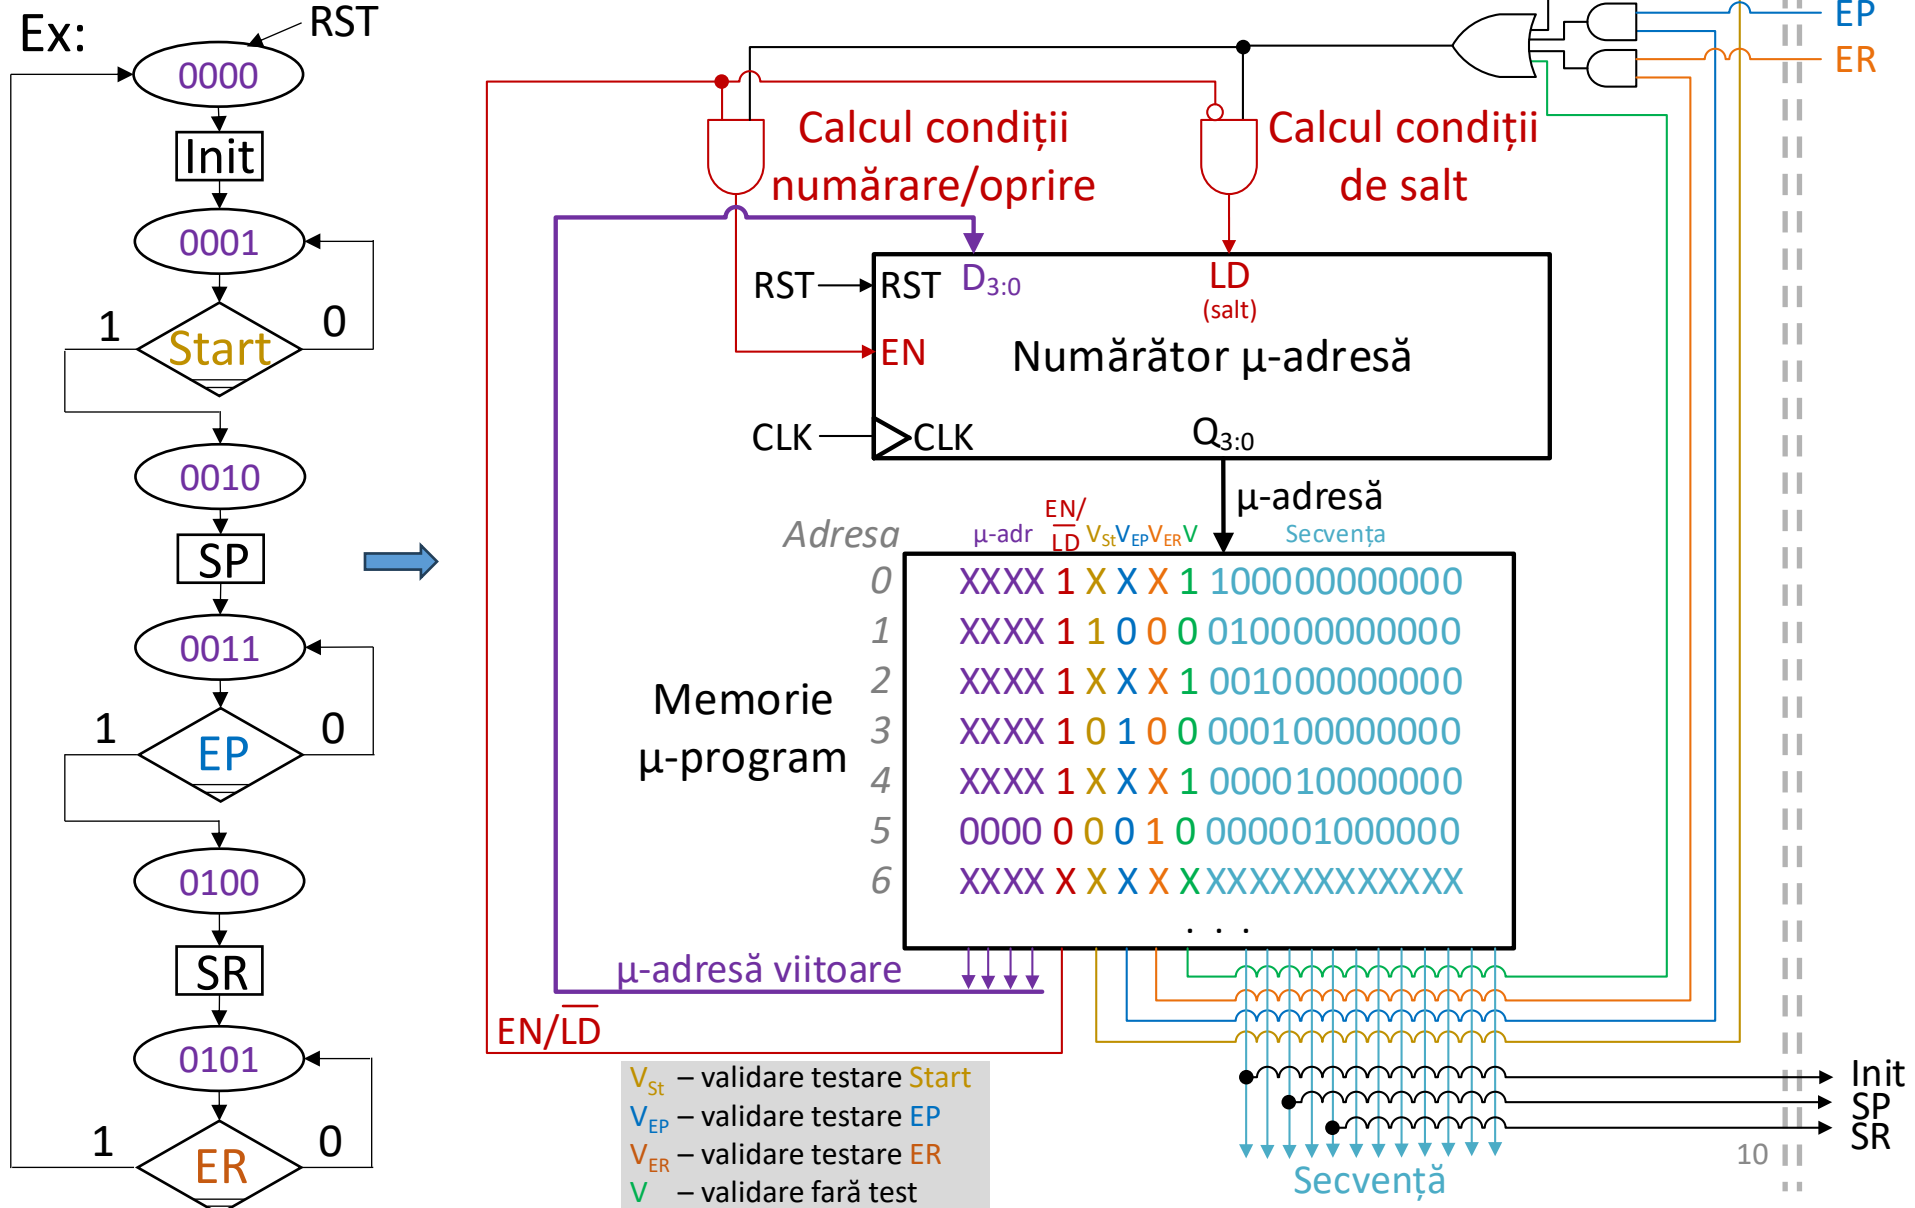 Ex:
RST
0000
Init
0001
1
Start
0
0010
SP
0011
1
EP
0
0100
SR
0101
1
ER
0
EP
ER
Calcul condiții
numărare/oprire
Calcul condiții
de salt
RST
RST
D3:0
LD
(salt)
EN
Numărător μ-adresă
CLK
CLK
Q3:0
μ-adresă
Adresa
μ-adr
EN/
LD
VSt VEP VER V
Secvența
0 XXXX 1 X X X 1 100000000000
1 XXXX 1 1 0 0 0 010000000000
2 XXXX 1 X X X 1 001000000000
3 XXXX 1 0 1 0 0 000100000000
4 XXXX 1 X X X 1 000010000000
5 0000 0 0 0 1 0 000001000000
6 XXXX X X X X X XXXXXXXXXXXX
. . .
Memorie
μ-program
μ-adresă viitoare
EN/LD
VSt – validare testare Start
VEP – validare testare EP
VER – validare testare ER
V – validare fară test
Init
SP
SR
10
Secvență